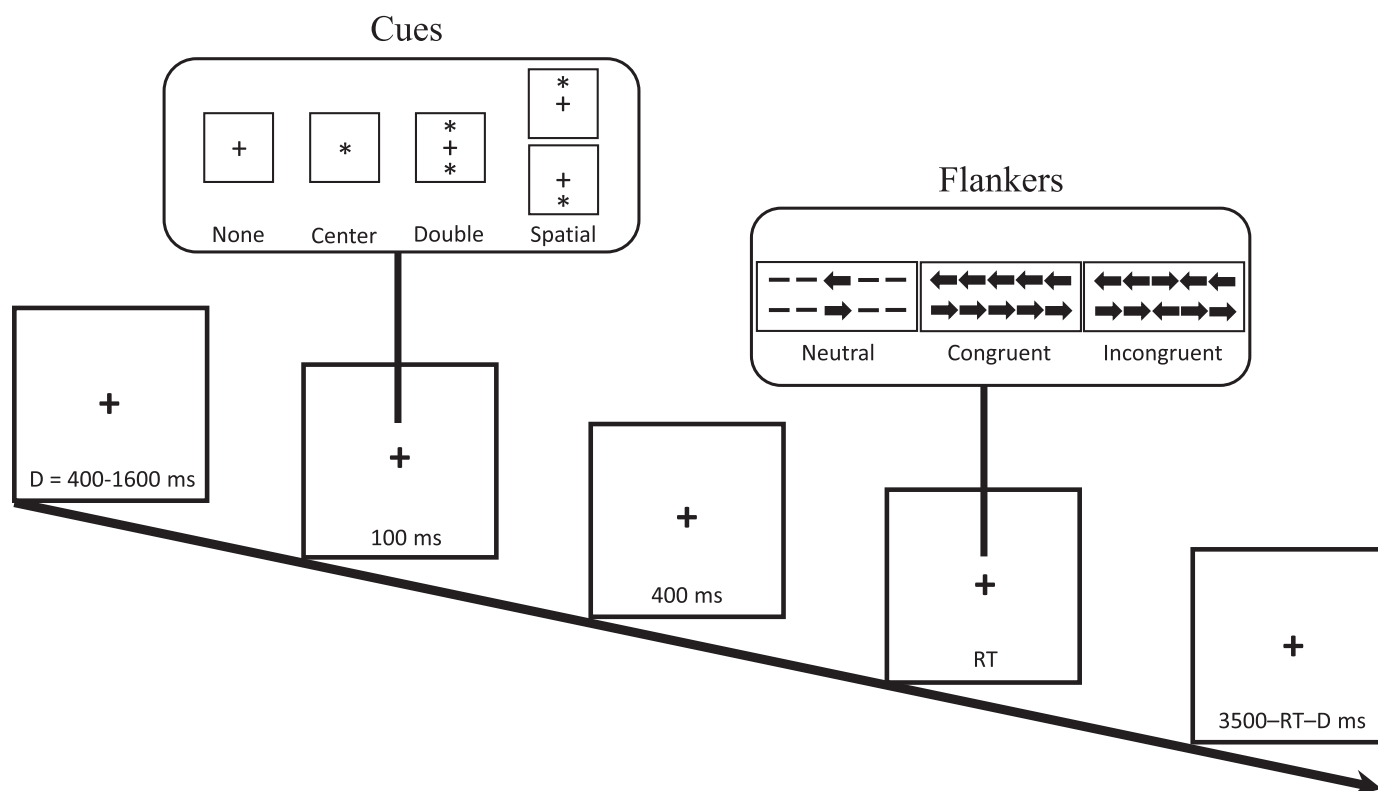 Cues
None Center Double Spatial
Flankers
Neutral Congruent Incongruent
D = 400-1600 ms
100 ms
400 ms
RT
3500–RT–D ms